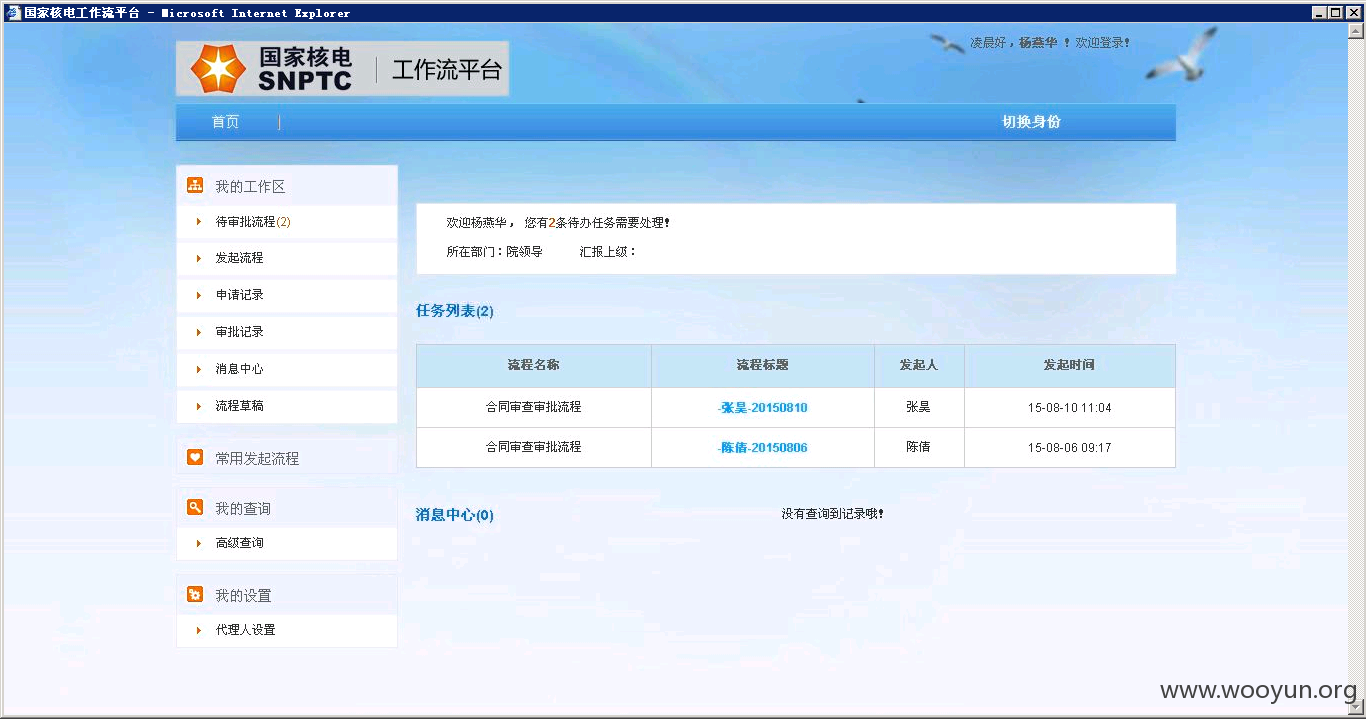 国家核电工作流平台 - Microsoft Internet Explorer
凌晨好，杨燕华 ！欢迎登录！
国家核电
SNPTC
工作流平台
首页
切换身份
我的工作区
待审批流程(2)
发起流程
申请记录
审批记录
消息中心
流程草稿
常用发起流程
我的查询
高级查询
我的设置
代理人设置
欢迎杨燕华， 您有2条待办任务需要处理！
所在部门：院领导 汇报上级：
任务列表(2)
流程名称 流程标题 发起人 发起时间
合同审查审批流程 -张昊-20150810 张昊 15-08-10 11:04
合同审查审批流程 -陈倩-20150806 陈倩 15-08-06 09:17
消息中心(0)
没有查询到记录哦！
www.wooyun.org